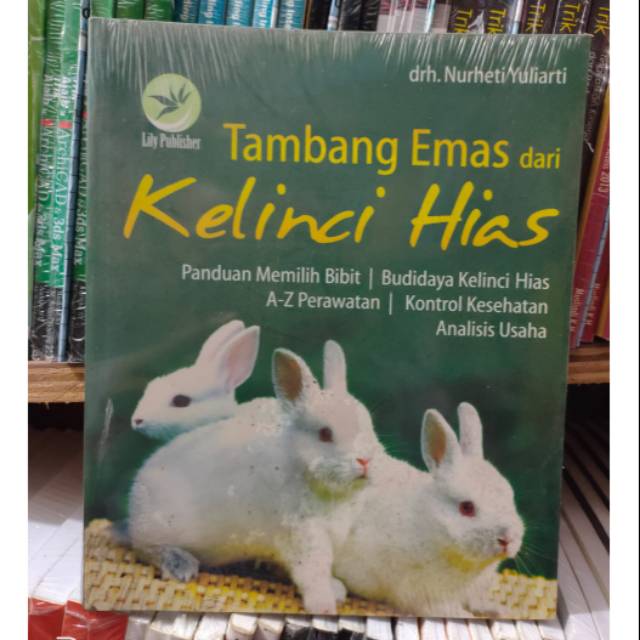 drh. Nurheti Yuliarti
Lily Publisher
Tambang Emas dari
Kelinci Hias
Panduan Memilih Bibit | Budidaya Kelinci Hias
A-Z Perawatan | Kontrol Kesehatan
Analisis Usaha